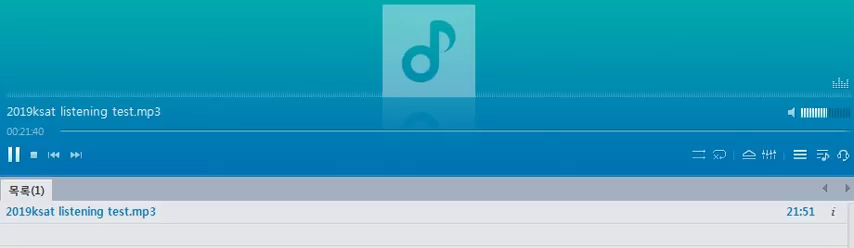 2019ksat listening test.mp3
00:21:40
목록(1)
2019ksat listening test.mp3 21:51 i